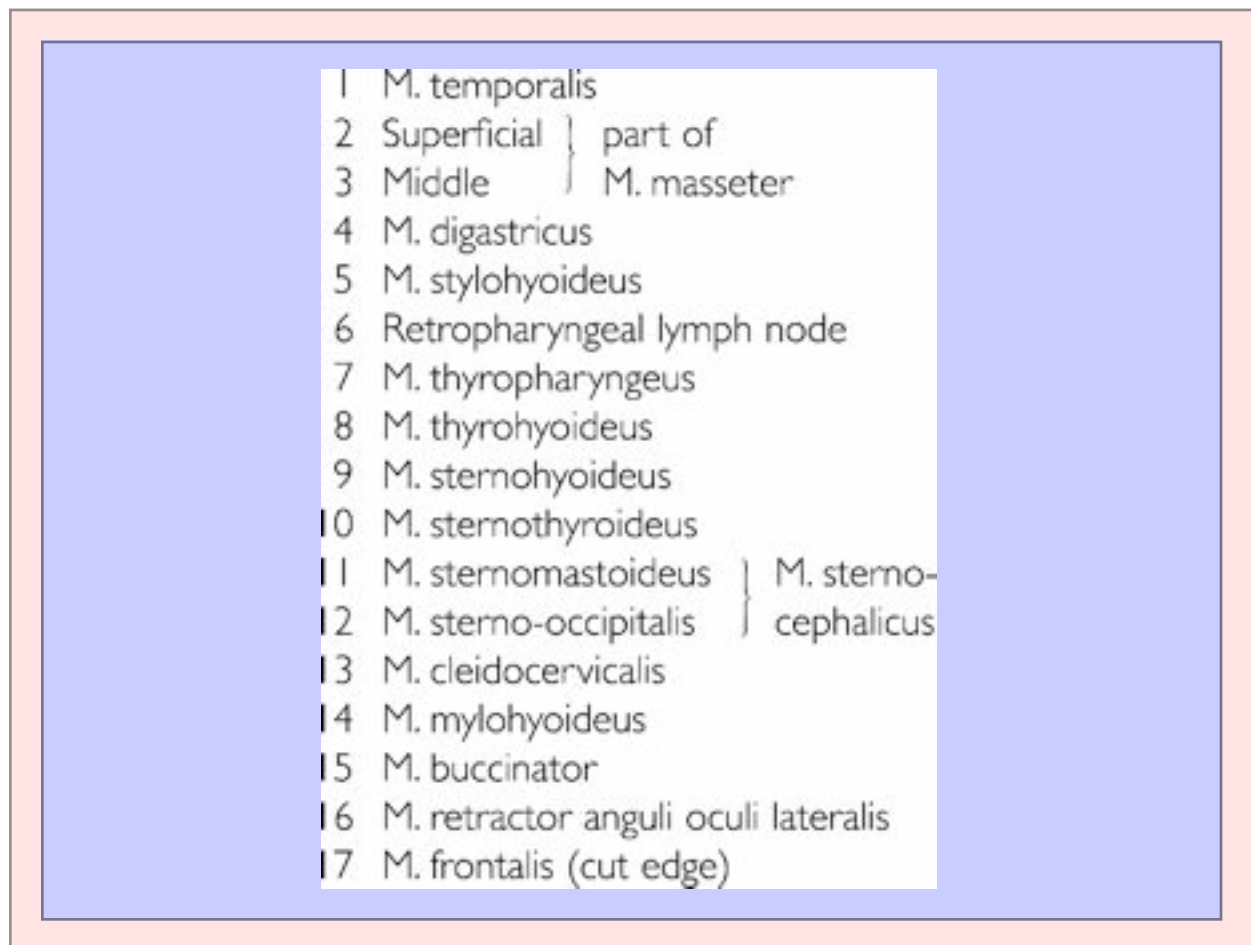 1 M. temporalis
2 Superficial } part of
3 Middle } M. masseter
4 M. digastricus
5 M. stylohyoideus
6 Retropharyngeal lymph node
7 M. thyropharyngeus
8 M. thyrohyoideus
9 M. sternohyoideus
10 M. sternothyroideus
11 M. sternomastoideus } M. sterno-
12 M. sterno-occipitalis } cephalicus
13 M. cleidocervicalis
14 M. mylohyoideus
15 M. buccinator
16 M. retractor anguli oculi lateralis
17 M. frontalis (cut edge)